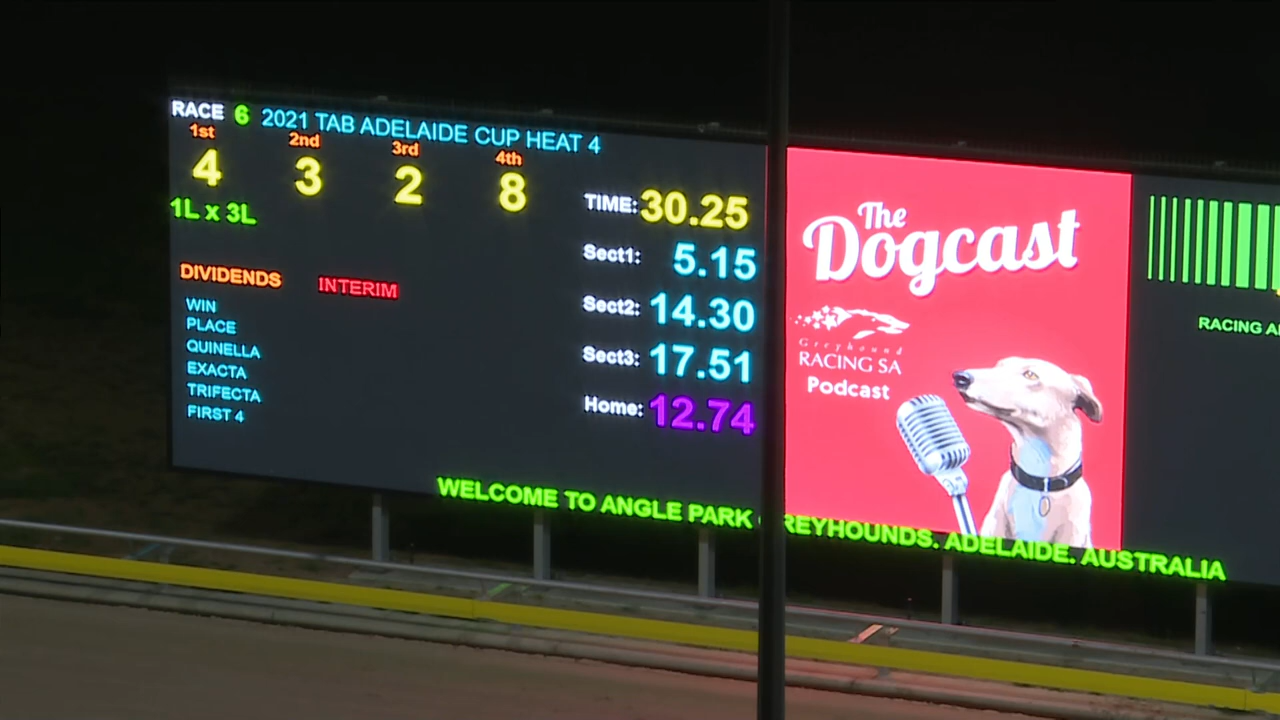 RACE 6 2021 TAB ADELAIDE CUP HEAT 4
1st 2nd 3rd 4th
4 3 2 8
1L x 3L
TIME: 30.25
Sect1: 5.15
Sect2: 14.30
Sect3: 17.51
Home: 12.74
DIVIDENDS INTERIM
WIN
PLACE
QUINELLA
EXACTA
TRIFECTA
FIRST 4
The
Dogcast
Greyhound
RACING SA
Podcast
RACING
WELCOME TO ANGLE PARK GREYHOUNDS. ADELAIDE. AUSTRALIA